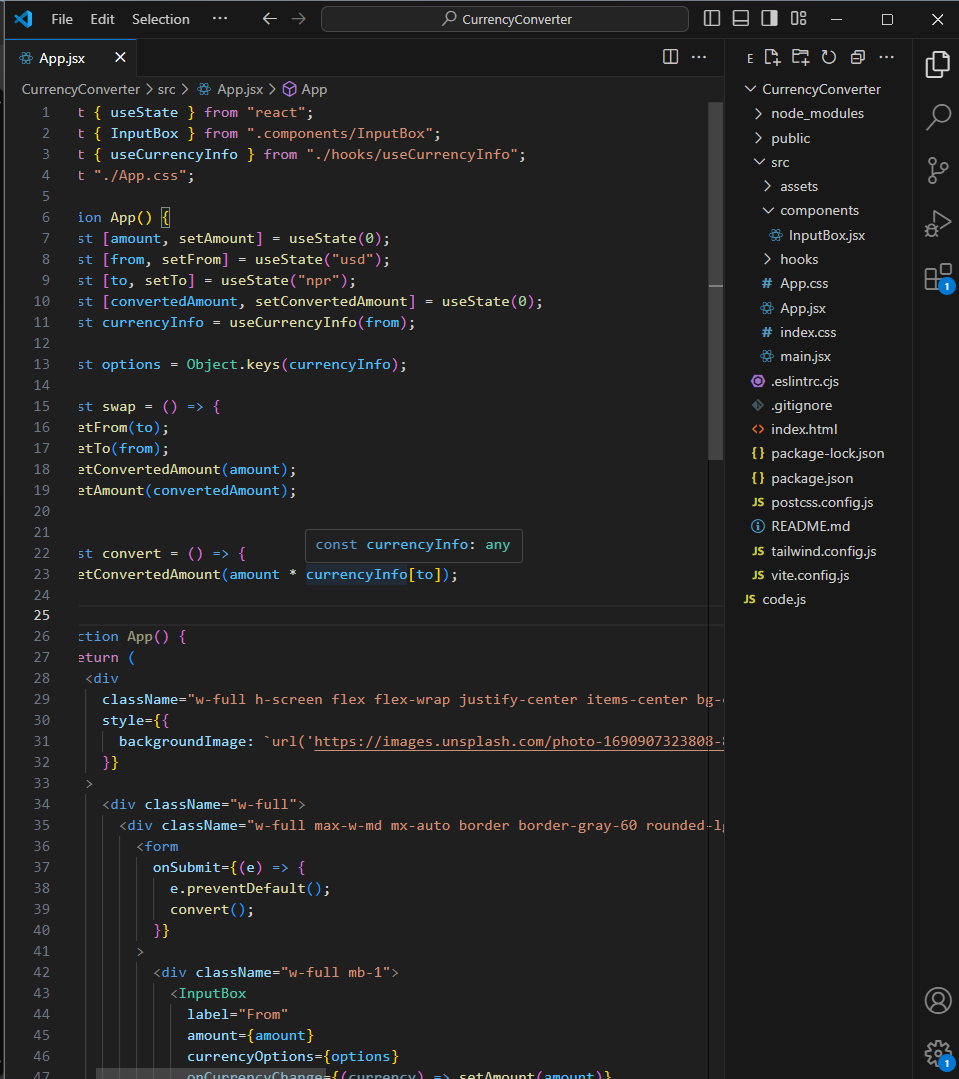 File Edit Selection ··· CurrencyConverter
App.jsx
CurrencyConverter > src > App.jsx > App
1 t { useState } from "react";
2 t { InputBox } from ".components/InputBox";
3 t { useCurrencyInfo } from "./hooks/useCurrencyInfo";
4 t "./App.css";
5
6 ion App() {
7 st [amount, setAmount] = useState(0);
8 st [from, setFrom] = useState("usd");
9 st [to, setTo] = useState("npr");
10 st [convertedAmount, setConvertedAmount] = useState(0);
11 st currencyInfo = useCurrencyInfo(from);
12
13 st options = Object.keys(currencyInfo);
14
15 st swap = () => {
16 etFrom(to);
17 etTo(from);
18 etConvertedAmount(amount);
19 etAmount(convertedAmount);
20
21
const currencyInfo: any
22 st convert = () => {
23 etConvertedAmount(amount * currencyInfo[to]);
24
25
26 ction App() {
27 eturn (
28 <div
29 className="w-full h-screen flex flex-wrap justify-center items-center bg-
30 style={{
31 backgroundImage: `url('https://images.unsplash.com/photo-1690907323808-
32 }}
33 >
34 <div className="w-full">
35 <div className="w-full max-w-md mx-auto border border-gray-60 rounded-lg
36 <form
37 onSubmit={(e) => {
38 e.preventDefault();
39 convert();
40 }}
41 >
42 <div className="w-full mb-1">
43 <InputBox
44 label="From"
45 amount={amount}
46 currencyOptions={options}
47 onCurrencyChange={(currency) => setAmount(amount)}
E
CurrencyConverter
node_modules
public
src
assets
components
InputBox.jsx
hooks
# App.css
App.jsx
# index.css
main.jsx
.eslintrc.cjs
.gitignore
<> index.html
{} package-lock.json
{} package.json
JS postcss.config.js
README.md
JS tailwind.config.js
JS vite.config.js
JS code.js
1
1